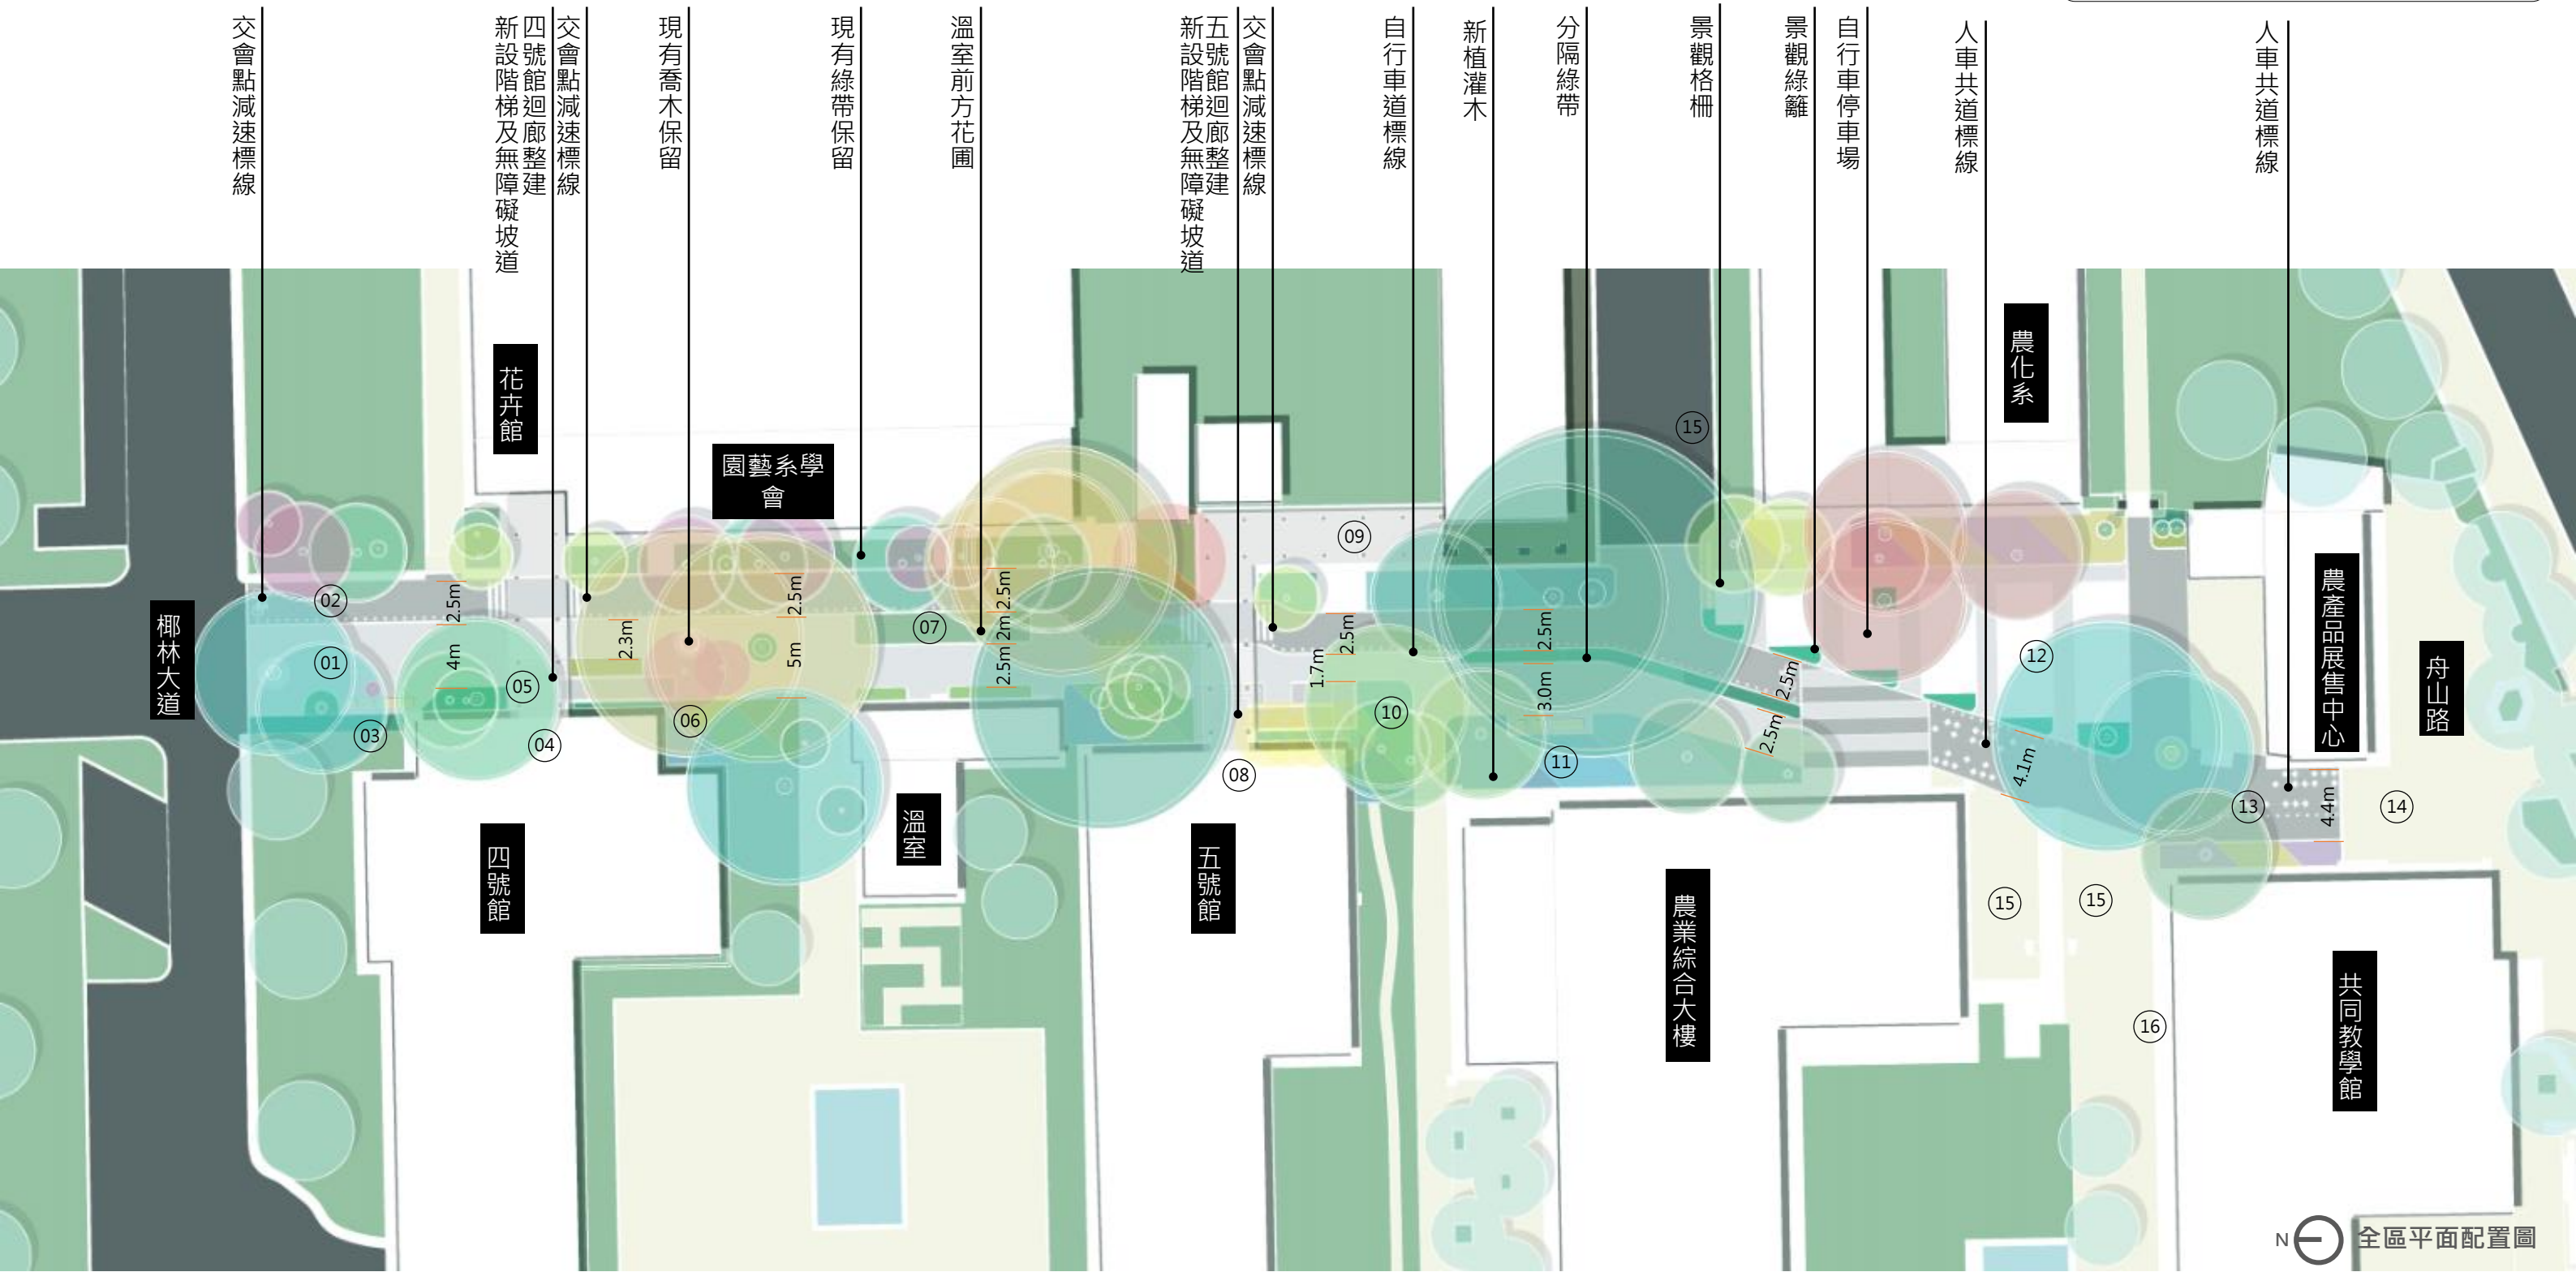 交會點減速標線
四號館迴廊整建
新設階梯及無障礙坡道
交會點減速標線
現有喬木保留
現有綠帶保留
溫室前方花圃
五號館迴廊整建
新設階梯及無障礙坡道
交會點減速標線
自行車道標線
新植灌木
分隔綠帶
景觀格柵
景觀綠籬
自行車停車場
人車共道標線
人車共道標線
花卉館
園藝系學
會
農化系
椰林大道
農產品展售中心
舟山路
四號館
溫室
五號館
農業綜合大樓
共同教學館
01
02
03
04
05
06
07
08
09
10
11
12
13
14
15
15
15
16
2.5m
4m
2.3m
2.5m
5m
2.5m
2m
2.5m
2.5m
1.7m
2.5m
3.0m
2.5m
2.5m
4.1m
4.4m
N
全區平面配置圖